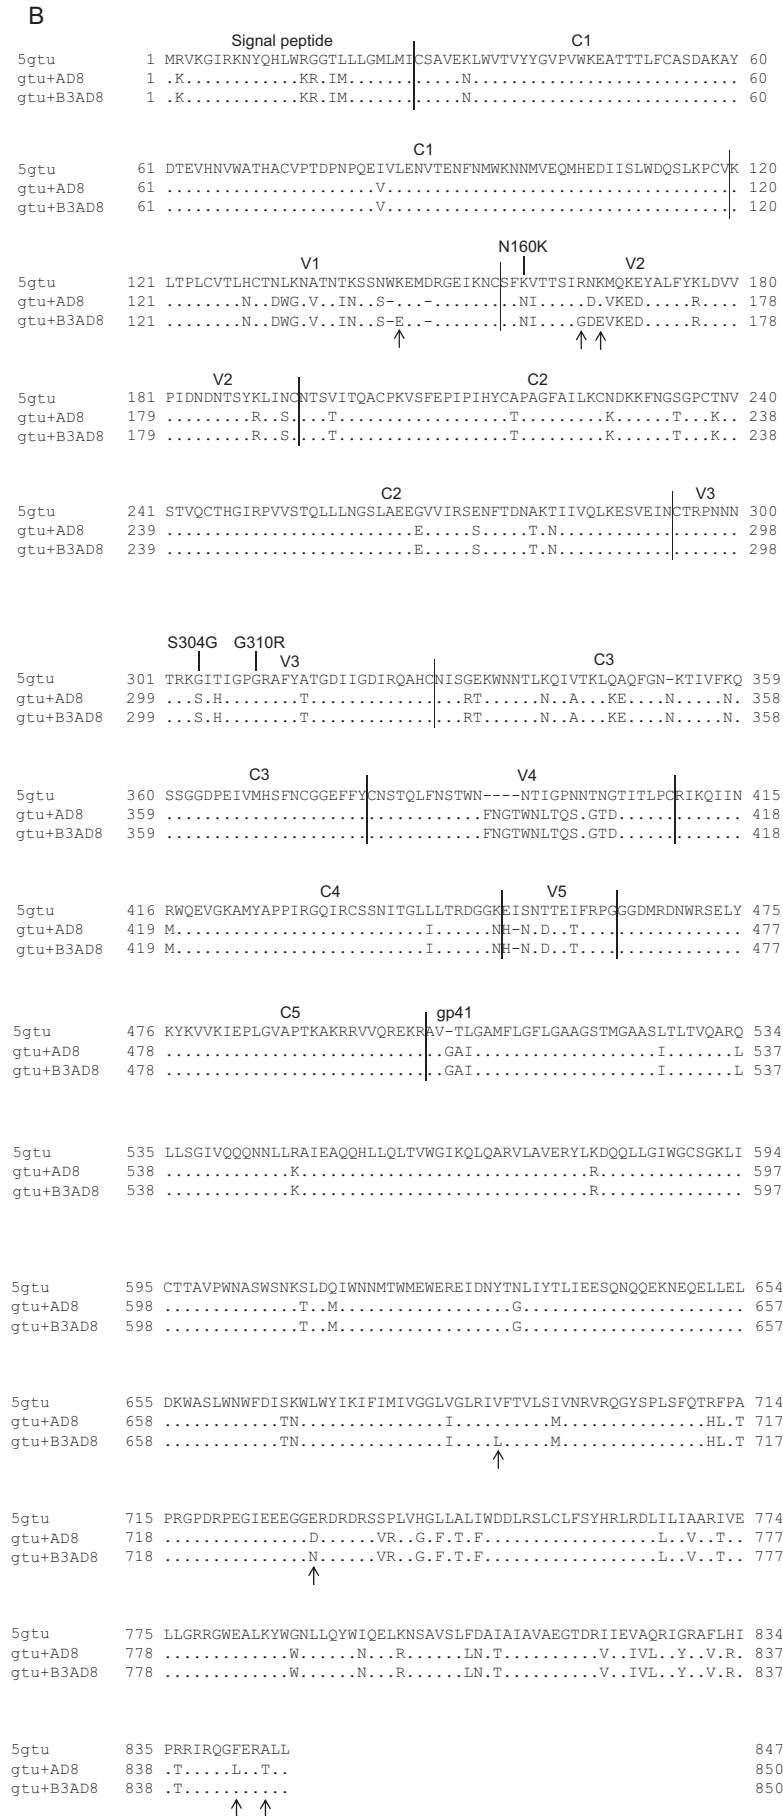 B
Signal peptide C1
5gtu 1 MRVKGIRKNYQHLWRGGTLLLGMLMICSAVEKLWVTVYYGVPVWKEATTTLFCASDAKAY 60
gtu+AD8 1 .K............KR.IM............N............................ 60
gtu+B3AD8 1 .K............KR.IM............N............................ 60
C1
5gtu 61 DTEVHNVWATHACVPTDPNPQEIVLENVTENFNMWKNNMVEQMHEDIISLWDQSLKPCVK 120
gtu+AD8 61 ......................V..................................... 120
gtu+B3AD8 61 ......................V..................................... 120
N160K
V1 V2
5gtu 121 LTPLCVTLHCTNLKNATNTKSSNWKEMDRGEIKNCSFKVTTSIRNKMQKEYALFYKLDVV 180
gtu+AD8 121 ........N..DWG.V..IN..S-...-.........NI.....D.VKED.....R.... 178
gtu+B3AD8 121 ........N..DWG.V..IN..S-E..-.........NI....GDEVKED.....R.... 178
V2 C2
5gtu 181 PIDNDNTSYKLINCNTSVITQACPKVSFEPIPIHYCAPAGFAILKCNDKKFNGSGPCTNV 240
gtu+AD8 179 .........R..S....T..................T.........K......T...K.. 238
gtu+B3AD8 179 .........R..S....T..................T.........K......T...K.. 238
C2 V3
5gtu 241 STVQCTHGIRPVVSTQLLLNGSLAEEGVVIRSENFTDNAKTIIVQLKESVEINCTRPNNN 300
gtu+AD8 239 ..........................E.....S.....T.N................... 298
gtu+B3AD8 239 ..........................E.....S.....T.N................... 298
S304G G310R
V3 C3
5gtu 301 TRKGITIGPGRAFYATGDIIGDIRQAHCNISGEKWNNTLKQIVTKLQAQFGN-KTIVFKQ 359
gtu+AD8 299 ...S.H........T................RT......N..A...KE....N.....N. 358
gtu+B3AD8 299 ...S.H........T................RT......N..A...KE....N.....N. 358
C3 V4
5gtu 360 SSGGDPEIVMHSFNCGGEFFYCNSTQLFNSTWN----NTIGPNNTNGTITLPCRIKQIIN 415
gtu+AD8 359 .................................FNGTWNLTQS.GTD............. 418
gtu+B3AD8 359 .................................FNGTWNLTQS.GTD............. 418
C4 V5
5gtu 416 RWQEVGKAMYAPPIRGQIRCSSNITGLLLTRDGGKEISNTTEIFRPGGGDMRDNWRSELY 475
gtu+AD8 419 M..........................I......NH-N.D..T................. 477
gtu+B3AD8 419 M..........................I......NH-N.D..T................. 477
C5 gp41
5gtu 476 KYKVVKIEPLGVAPTKAKRRVVQREKRAV-TLGAMFLGFLGAAGSTMGAASLTLTVQARQ 534
gtu+AD8 478 .............................GAI...................I.......L 537
gtu+B3AD8 478 .............................GAI...................I.......L 537
5gtu 535 LLSGIVQQQNNLLRAIEAQQHLLQLTVWGIKQLQARVLAVERYLKDQQLLGIWGCSGKLI 594
gtu+AD8 538 .............K..............................R............... 597
gtu+B3AD8 538 .............K..............................R............... 597
5gtu 595 CTTAVPWNASWSNKSLDQIWNNMTWMEWEREIDNYTNLIYTLIEESQNQQEKNEQELLEL 654
gtu+AD8 598 ..............T..M..................G....................... 657
gtu+B3AD8 598 ..............T..M..................G....................... 657
5gtu 655 DKWASLWNWFDISKWLWYIKIFIMIVGGLVGLRIVFTVLSIVNRVRQGYSPLSFQTRFPA 714
gtu+AD8 658 ............TN...............I..........M...............HL.T 717
gtu+B3AD8 658 ............TN...............I....L.....M...............HL.T 717
5gtu 715 PRGPDRPEGIEEEGGERDRDRSSPLVHGLLALIWDDLRSLCLFSYHRLRDLILIAARIVE 774
gtu+AD8 718 ...............D......VR..G.F.T.F..................L..V..T.. 777
gtu+B3AD8 718 ...............N......VR..G.F.T.F..................L..V..T.. 777
5gtu 775 LLGRRGWEALKYWGNLLQYWIQELKNSAVSLFDAIAIAVAEGTDRIIEVAQRIGRAFLHI 834
gtu+AD8 778 .............W......N...R......LN.T..........V..IVL..Y..V.R. 837
gtu+B3AD8 778 .............W......N...R......LN.T..........V..IVL..Y..V.R. 837
5gtu 835 PRRIRQGFERALL 847
gtu+AD8 838 .T.....L..T.. 850
gtu+B3AD8 838 .T........... 850